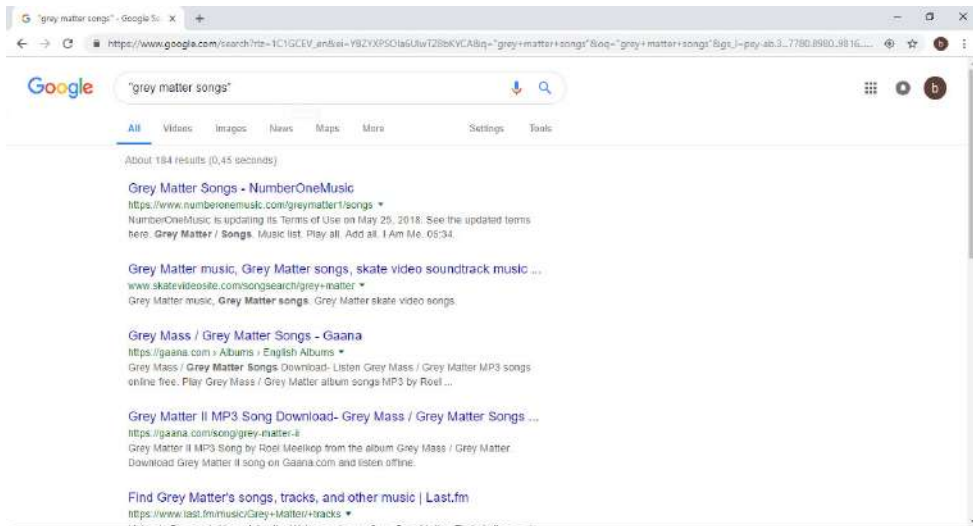 "grey matter songs" - Google Se
https://www.google.com/search?
Google
"grey matter songs"
b
All Videos Images News Maps More Settings Tools
About 184 results (0,45 seconds)
Grey Matter Songs - NumberOneMusic
https://www.numberonemusic.com/greymatter1/songs
NumberOneMusic is updating its Terms of Use on May 25, 2018. See the updated terms
here. Grey Matter / Songs. Music list. Play all. Add all. I Am Me. 05:34.
Grey Matter music, Grey Matter songs, skate video soundtrack music ...
www.skatevideosite.com/songsearch/grey+matter
Grey Matter music, Grey Matter songs. Grey Matter skate video songs.
Grey Mass / Grey Matter Songs - Gaana
https://gaana.com › Albums › English Albums
Grey Mass / Grey Matter Songs Download- Listen Grey Mass / Grey Matter MP3 songs
online free. Play Grey Mass / Grey Matter album songs MP3 by Roel ...
Grey Matter II MP3 Song Download- Grey Mass / Grey Matter Songs ...
https://gaana.com/song/grey-matter-ii
Grey Matter II MP3 Song by Roel Meelkop from the album Grey Mass / Grey Matter.
Download Grey Matter II song on Gaana.com and listen offline.
Find Grey Matter's songs, tracks, and other music | Last.fm
https://www.last.fm/music/Grey+Matter/+tracks